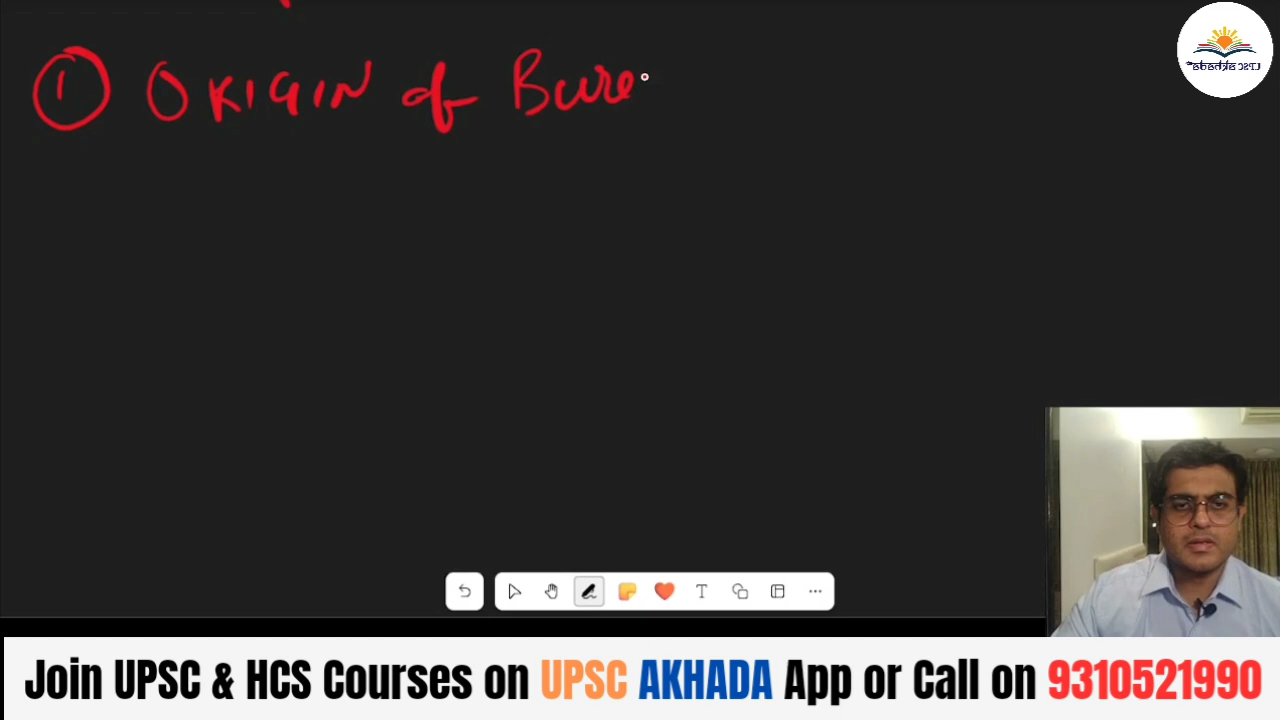 ① ORIGIN of Bure
Join UPSC & HCS Courses on UPSC AKHADA App or Call on 9310521990